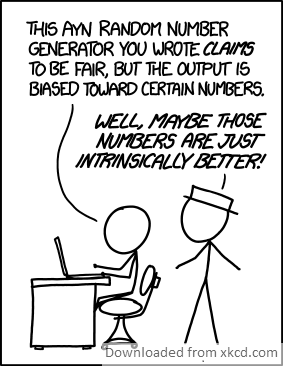 THIS AYN RANDOM NUMBER
GENERATOR YOU WROTE CLAIMS
TO BE FAIR, BUT THE OUTPUT IS
BIASED TOWARD CERTAIN NUMBERS.
WELL, MAYBE THOSE
NUMBERS ARE JUST
INTRINSICALLY BETTER!
Downloaded from xkcd.com.